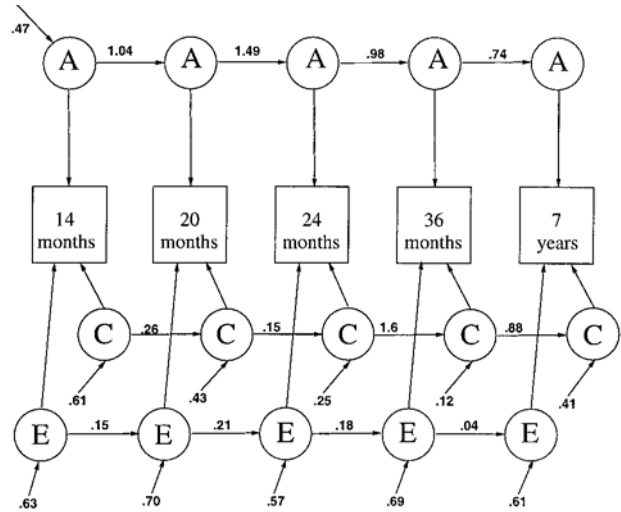 .47
A 1.04 A 1.49 A .98 A .74 A
14 months
20 months
24 months
36 months
7 years
C .26 C .15 C 1.6 C .88 C
.61 .43 .25 .12 .41
E .15 E .21 E .18 E .04 E
.63 .70 .57 .69 .61